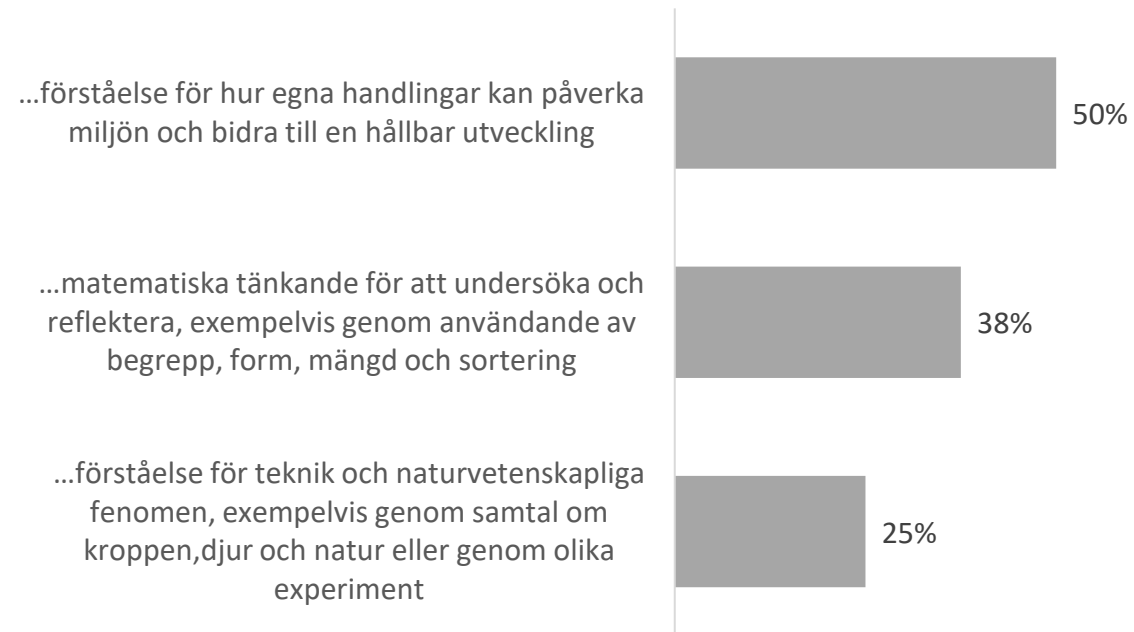 ...förståelse för hur egna handlingar kan påverka
miljön och bidra till en hållbar utveckling
50%
...matematiska tänkande för att undersöka och
reflektera, exempelvis genom användande av
begrepp, form, mängd och sortering
38%
...förståelse för teknik och naturvetenskapliga
fenomen, exempelvis genom samtal om
kroppen,djur och natur eller genom olika
experiment
25%